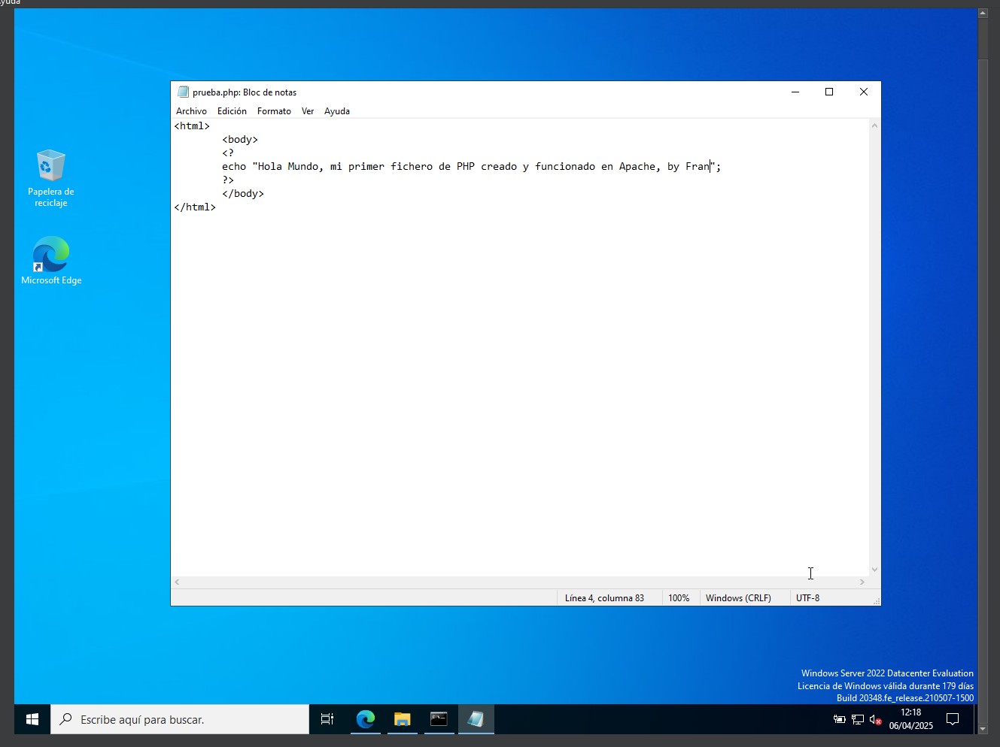 Ayuda
prueba.php: Bloc de notas
Archivo Edición Formato Ver Ayuda
<html>
<body>
<?
echo "Hola Mundo, mi primer fichero de PHP creado y funcionado en Apache, by Fran";
?>
</body>
</html>
Papelera de
reciclaje
Microsoft Edge
Línea 4, columna 83 100% Windows (CRLF) UTF-8
Windows Server 2022 Datacenter Evaluation
Licencia de Windows válida durante 179 días
Build 20348.fe_release.210507-1500
Escribe aquí para buscar.
12:18
06/04/2025